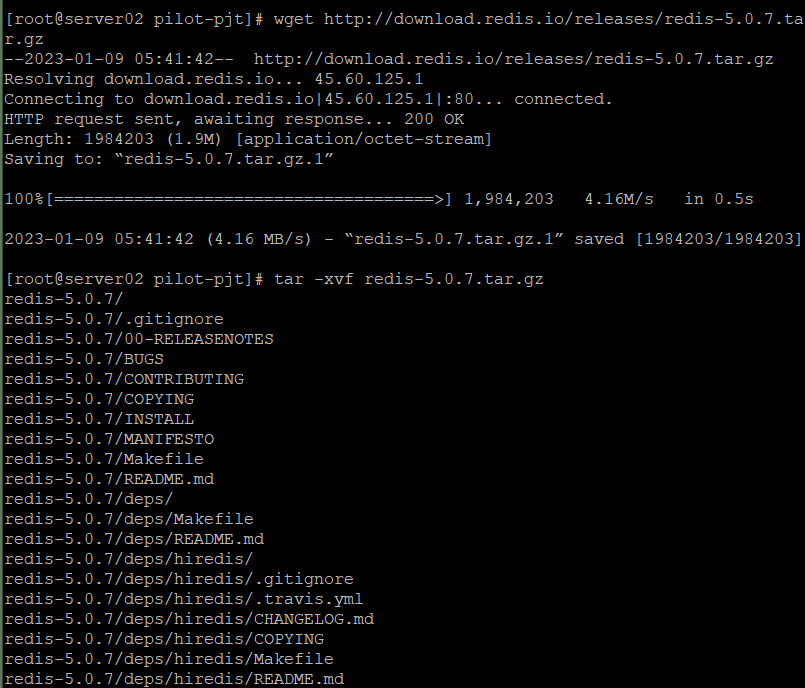 [root@server02 pilot-pjt]# wget http://download.redis.io/releases/redis-5.0.7.ta
r.gz
--2023-01-09 05:41:42--  http://download.redis.io/releases/redis-5.0.7.tar.gz
Resolving download.redis.io... 45.60.125.1
Connecting to download.redis.io|45.60.125.1|:80... connected.
HTTP request sent, awaiting response... 200 OK
Length: 1984203 (1.9M) [application/octet-stream]
Saving to: “redis-5.0.7.tar.gz.1”
100%[======================================>] 1,984,203   4.16M/s   in 0.5s
2023-01-09 05:41:42 (4.16 MB/s) - “redis-5.0.7.tar.gz.1” saved [1984203/1984203]
[root@server02 pilot-pjt]# tar -xvf redis-5.0.7.tar.gz
redis-5.0.7/
redis-5.0.7/.gitignore
redis-5.0.7/00-RELEASENOTES
redis-5.0.7/BUGS
redis-5.0.7/CONTRIBUTING
redis-5.0.7/COPYING
redis-5.0.7/INSTALL
redis-5.0.7/MANIFESTO
redis-5.0.7/Makefile
redis-5.0.7/README.md
redis-5.0.7/deps/
redis-5.0.7/deps/Makefile
redis-5.0.7/deps/README.md
redis-5.0.7/deps/hiredis/
redis-5.0.7/deps/hiredis/.gitignore
redis-5.0.7/deps/hiredis/.travis.yml
redis-5.0.7/deps/hiredis/CHANGELOG.md
redis-5.0.7/deps/hiredis/COPYING
redis-5.0.7/deps/hiredis/Makefile
redis-5.0.7/deps/hiredis/README.md